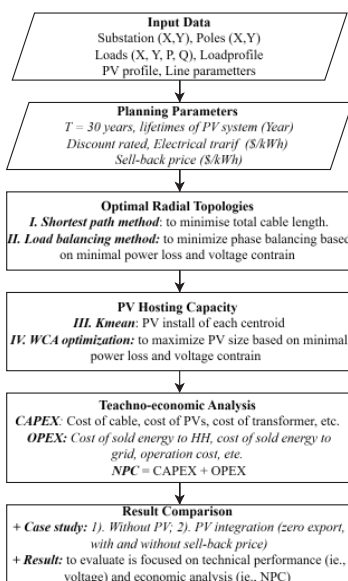 Input Data
Substation (X,Y), Poles (X,Y)
Loads (X, Y, P, Q), Loadprofile
PV profile, Line parametters
Planning Parameters
T = 30 years, lifetimes of PV system (Year)
Discount rated, Electrical trarif ($/kWh)
Sell-back price ($/kWh)
Optimal Radial Topologies
I. Shortest path method: to minimise total cable length.
II. Load balancing method: to minimize phase balancing based
on minimal power loss and voltage contrain
PV Hosting Capacity
III. Kmean: PV install of each centroid
IV. WCA optimization: to maximize PV size based on minimal
power loss and voltage contrain
Teachno-economic Analysis
CAPEX: Cost of cable, cost of PVs, cost of transformer, etc.
OPEX: Cost of sold energy to HH, cost of sold energy to
grid, operation cost, ete.
NPC = CAPEX + OPEX
Result Comparison
+ Case study: 1). Without PV; 2). PV integration (zero export,
with and without sell-back price)
+ Result: to evaluate is focused on technical performance (ie.,
voltage) and economic analysis (ie., NPC)